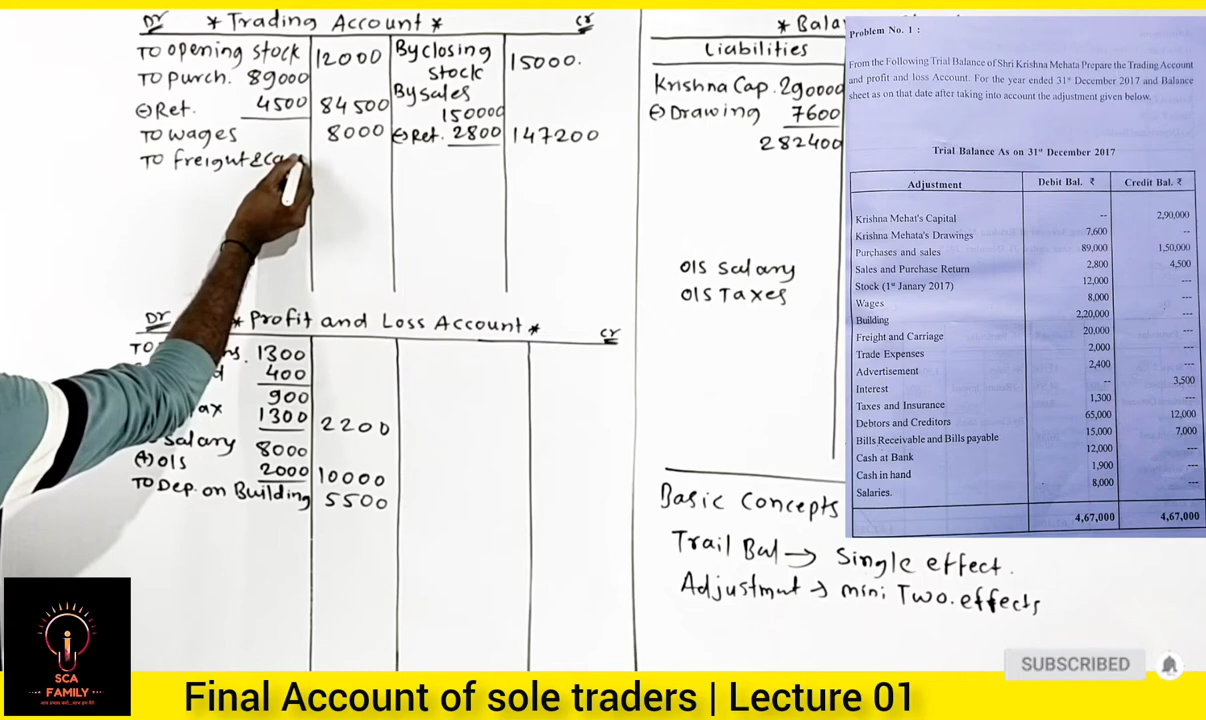 Dr * Trading Account * Cr
TO opening stock 12000 By closing stock 15000.
TO purch. 89000
(-) Ret. 4500 84500 By sales 150000
TO wages 8000 (-) Ret. 2800 147200
TO freight &
Dr * Profit and Loss Account * Cr
TO 1300
400
900
1300 2200
Salary 8000
(A) O/S 2000 10000
TO Dep. on Building 5500
* Bala
Liabilities
Krishna Cap. 290000
(-) Drawing 7600
282400
O/S Salary
O/S Taxes
Basic Concepts
Trail Bal → Single effect.
Adjustmnt → mini Two. effects
Problem No. 1 :
From the Following Trial Balance of Shri Krishna Mehata Prepare the Trading Account
and profit and loss Account. For the year ended 31st December 2017 and Balance
sheet as on that date after taking into account the adjustment given below.
Trial Balance As on 31st December 2017
Adjustment Debit Bal. ₹ Credit Bal. ₹
Krishna Mehat's Capital -- 2,90,000
Krishna Mehata's Drawings 7,600 --
Purchases and sales 89,000 1,50,000
Sales and Purchase Return 2,800 4,500
Stock (1st Janary 2017) 12,000 ---
Wages 8,000 ---
Building 2,20,000 ---
Freight and Carriage 20,000 ---
Trade Expenses 2,000 ---
Advertisement 2,400 ---
Interest -- 3,500
Taxes and Insurance 1,300 ---
Debtors and Creditors 65,000 12,000
Bills Receivable and Bills payable 15,000 7,000
Cash at Bank 12,000 ---
Cash in hand 1,900 ---
Salaries. 8,000 ---
4,67,000 4,67,000
SCA
FAMILY
SUBSCRIBED
Final Account of sole traders | Lecture 01